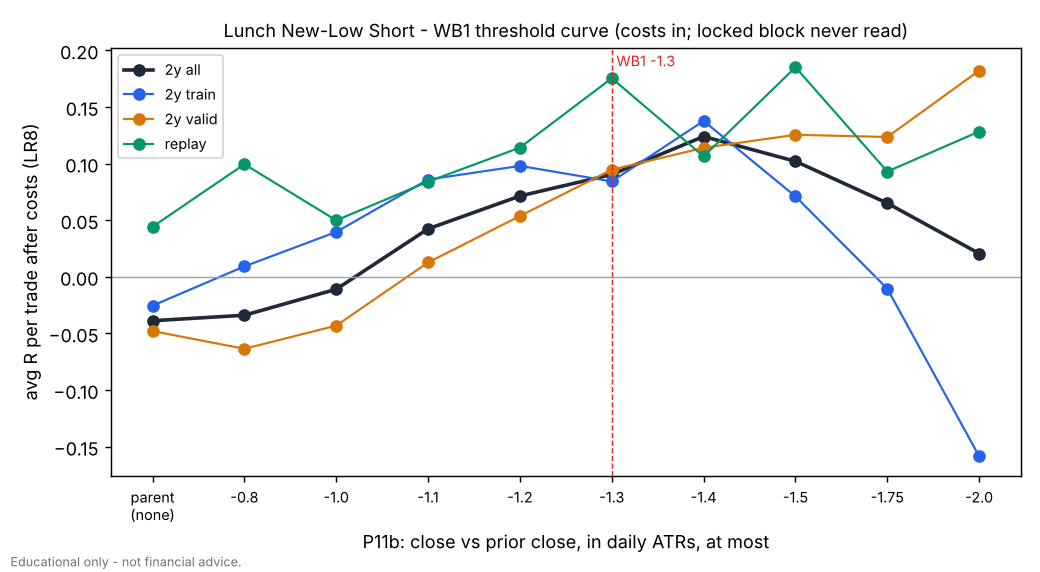 Lunch New-Low Short - WB1 threshold curve (costs in; locked block never read)
avg R per trade after costs (LR8)
0.20
0.15
0.10
0.05
0.00
−0.05
−0.10
−0.15
2y all
2y train
2y valid
replay
WB1 -1.3
parent
(none)
-0.8
-1.0
-1.1
-1.2
-1.3
-1.4
-1.5
-1.75
-2.0
P11b: close vs prior close, in daily ATRs, at most
Educational only - not financial advice.